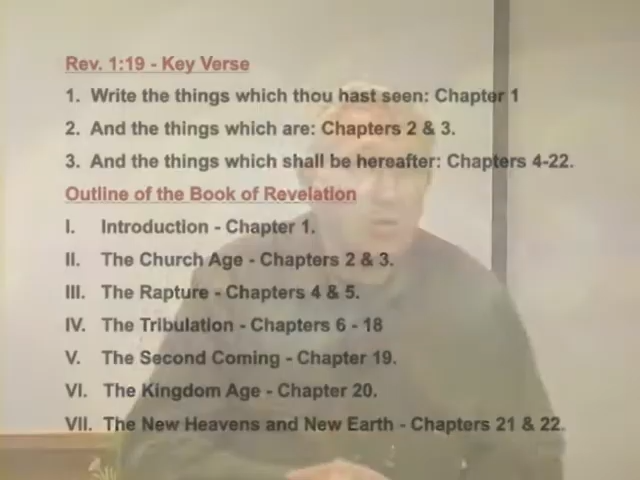 Rev. 1:19 - Key Verse
1. Write the things which thou hast seen: Chapter 1
2. And the things which are: Chapters 2 & 3.
3. And the things which shall be hereafter: Chapters 4-22.
Outline of the Book of Revelation
I. Introduction - Chapter 1.
II. The Church Age - Chapters 2 & 3.
III. The Rapture - Chapters 4 & 5.
IV. The Tribulation - Chapters 6 - 18
V. The Second Coming - Chapter 19.
VI. The Kingdom Age - Chapter 20.
VII. The New Heavens and New Earth - Chapters 21 & 22.